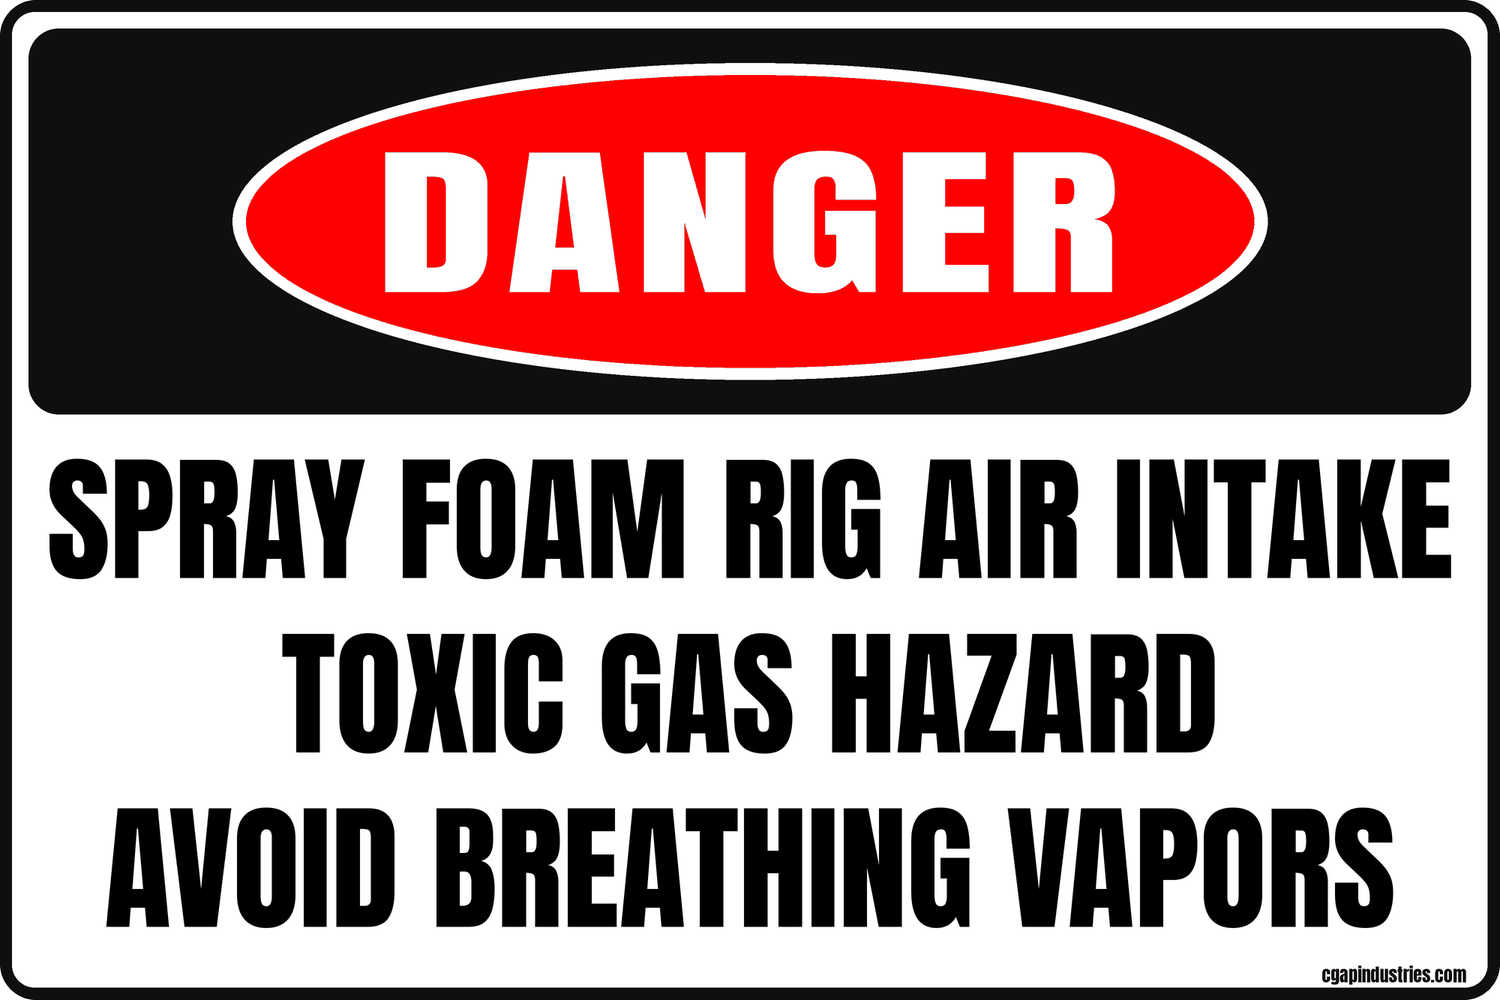 DANGER
SPRAY FOAM RIG AIR INTAKE
TOXIC GAS HAZARD
AVOID BREATHING VAPORS
cgapindustries.com